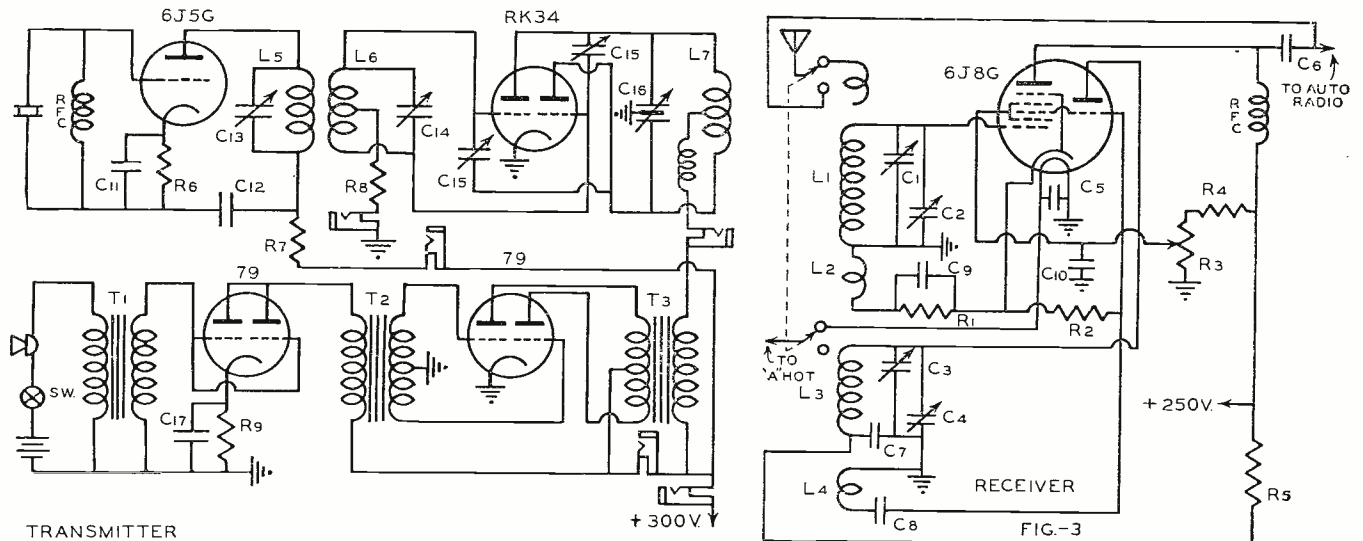 6J5G
RK34
RFC
L5
L6
L7
C13
C14
C15
C15
C16
C11
R6
C12
R8
R7
79
79
T1
T2
T3
SW.
C17
R9
+300V.
TRANSMITTER
6J8G
C6
TO AUTO RADIO
RFC
L1
C1
C2
C5
R4
R3
C10
L2
C9
R1
R2
TO "A" HOT
L3
C3
C4
C7
+250V.
L4
C8
RECEIVER
R5
FIG.-3